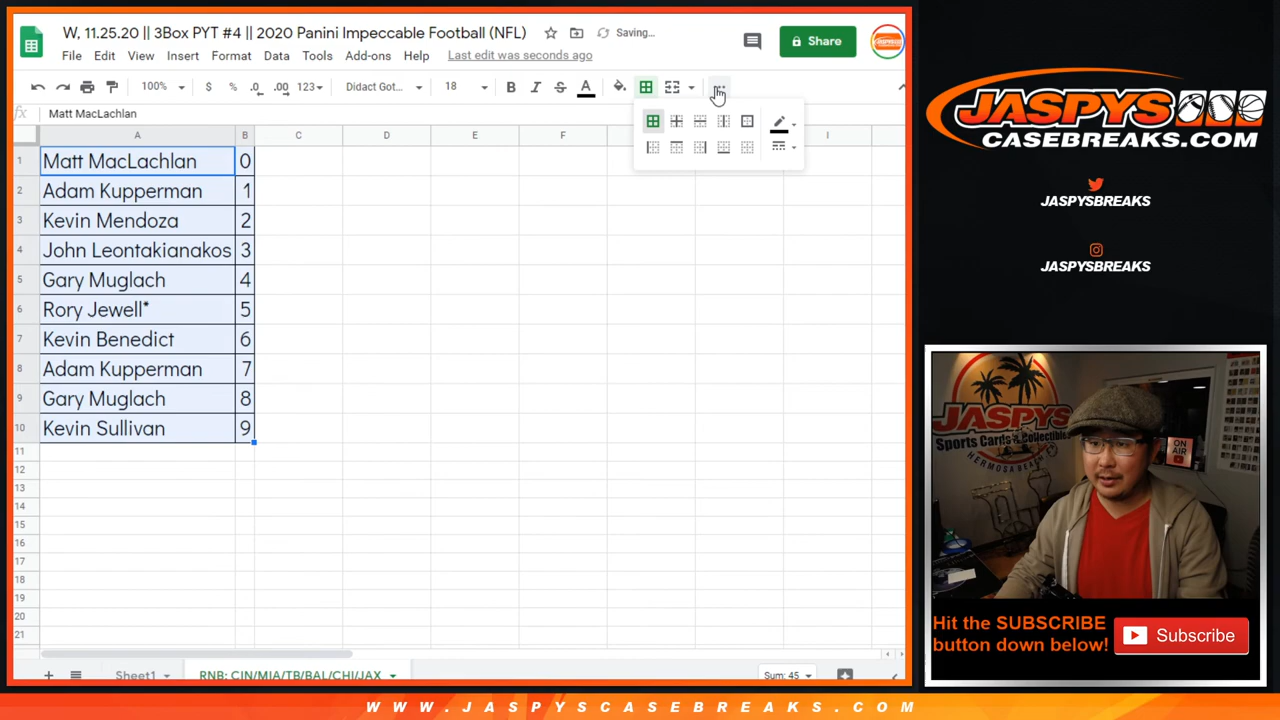 W, 11.25.20 || 3Box PYT #4 || 2020 Panini Impeccable Football (NFL)
Saving...
Share
File Edit View Insert Format Data Tools Add-ons Help Last edit was seconds ago
100% $ % .0 .00 123 Didact Got... 18 B I S A
fx Matt MacLachlan
A B C D E F I
1 Matt MacLachlan 0
2 Adam Kupperman 1
3 Kevin Mendoza 2
4 John Leontakianakos 3
5 Gary Muglach 4
6 Rory Jewell* 5
7 Kevin Benedict 6
8 Adam Kupperman 7
9 Gary Muglach 8
10 Kevin Sullivan 9
11
12
13
14
15
16
17
18
19
20
21
Sheet1 RNB: CIN/MIA/TB/BAL/CHI/JAX Sum: 45
JASPYS
CASEBREAKS.COM
JASPYSBREAKS
JASPYSBREAKS
JASPYS
Sports Cards & Collectibles
HERMOSA BEACH
ON
AIR
Hit the SUBSCRIBE
button down below!
Subscribe
WWW.JASPYSCASEBREAKS.COM